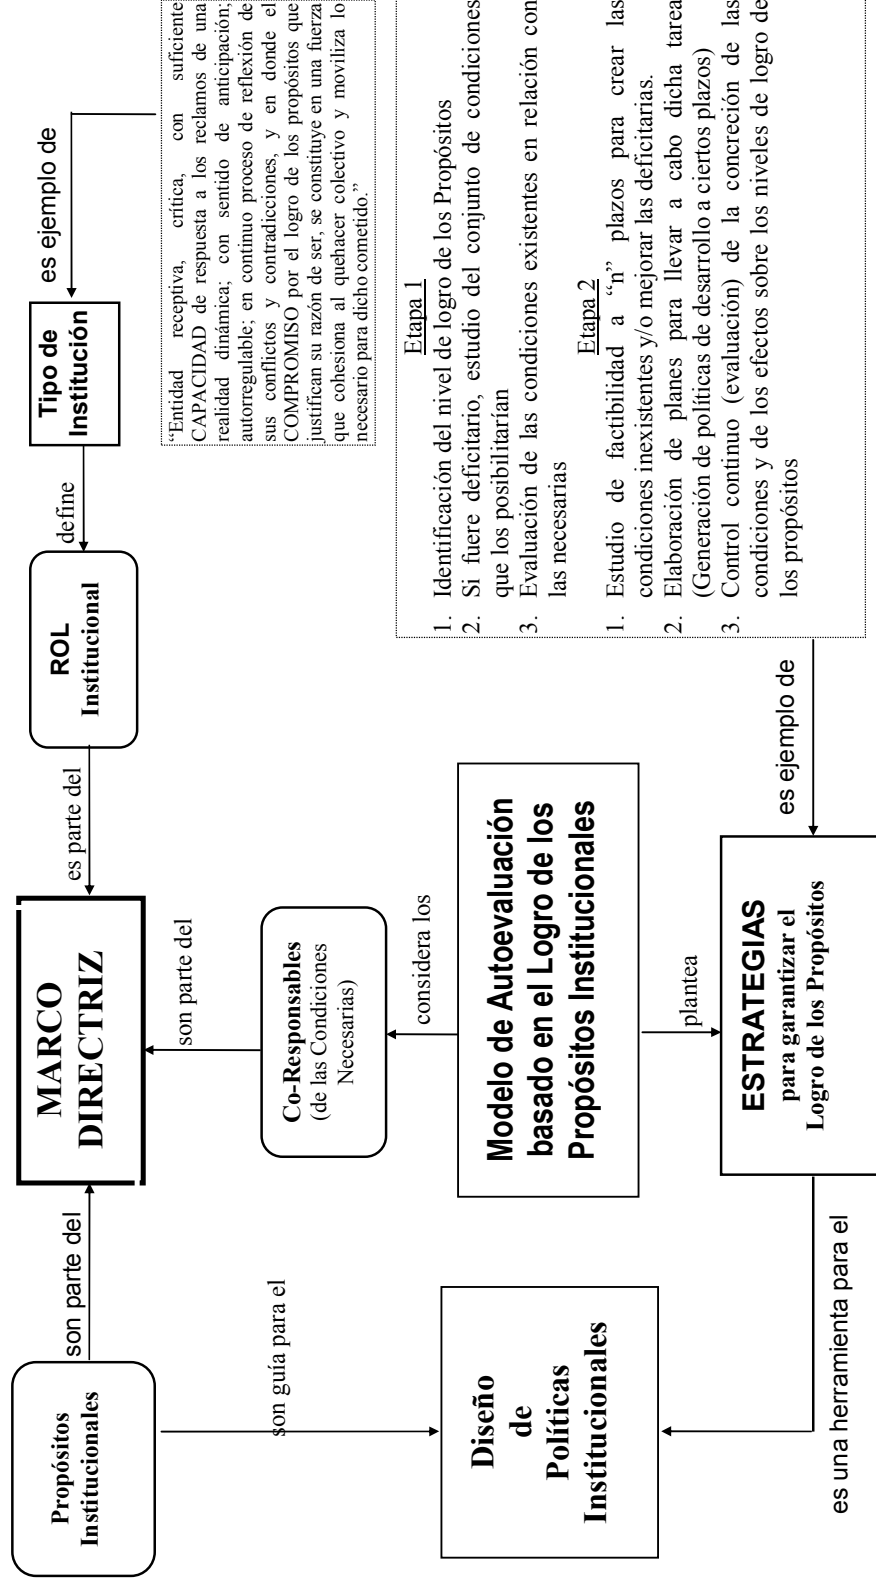 Propósitos
Institucionales
son parte del
MARCO
DIRECTRIZ
es parte del
ROL
Institucional
define
Tipo de
Institución
es ejemplo de
“Entidad receptiva, crítica, con suficiente
CAPACIDAD de respuesta a los reclamos de una
realidad dinámica; con sentido de anticipación;
autorregulable; en continuo proceso de reflexión de
sus conflictos y contradicciones, y en donde el
COMPROMISO por el logro de los propósitos que
justifican su razón de ser, se constituye en una fuerza
que cohesiona al quehacer colectivo y moviliza lo
necesario para dicho cometido.”
son parte del
Co-Responsables
(de las Condiciones
Necesarias)
considera los
son guía para el
Modelo de Autoevaluación
basado en el Logro de los
Propósitos Institucionales
plantea
Diseño
de
Políticas
Institucionales
ESTRATEGIAS
para garantizar el
Logro de los Propósitos
es una herramienta para el
es ejemplo de
Etapa 1
1. Identificación del nivel de logro de los Propósitos
2. Si fuere deficitario, estudio del conjunto de condiciones
que los posibilitarían
3. Evaluación de las condiciones existentes en relación con
las necesarias
Etapa 2
1. Estudio de factibilidad a “n” plazos para crear las
condiciones inexistentes y/o mejorar las deficitarias.
2. Elaboración de planes para llevar a cabo dicha tarea
(Generación de políticas de desarrollo a ciertos plazos)
3. Control continuo (evaluación) de la concreción de las
condiciones y de los efectos sobre los niveles de logro de
los propósitos